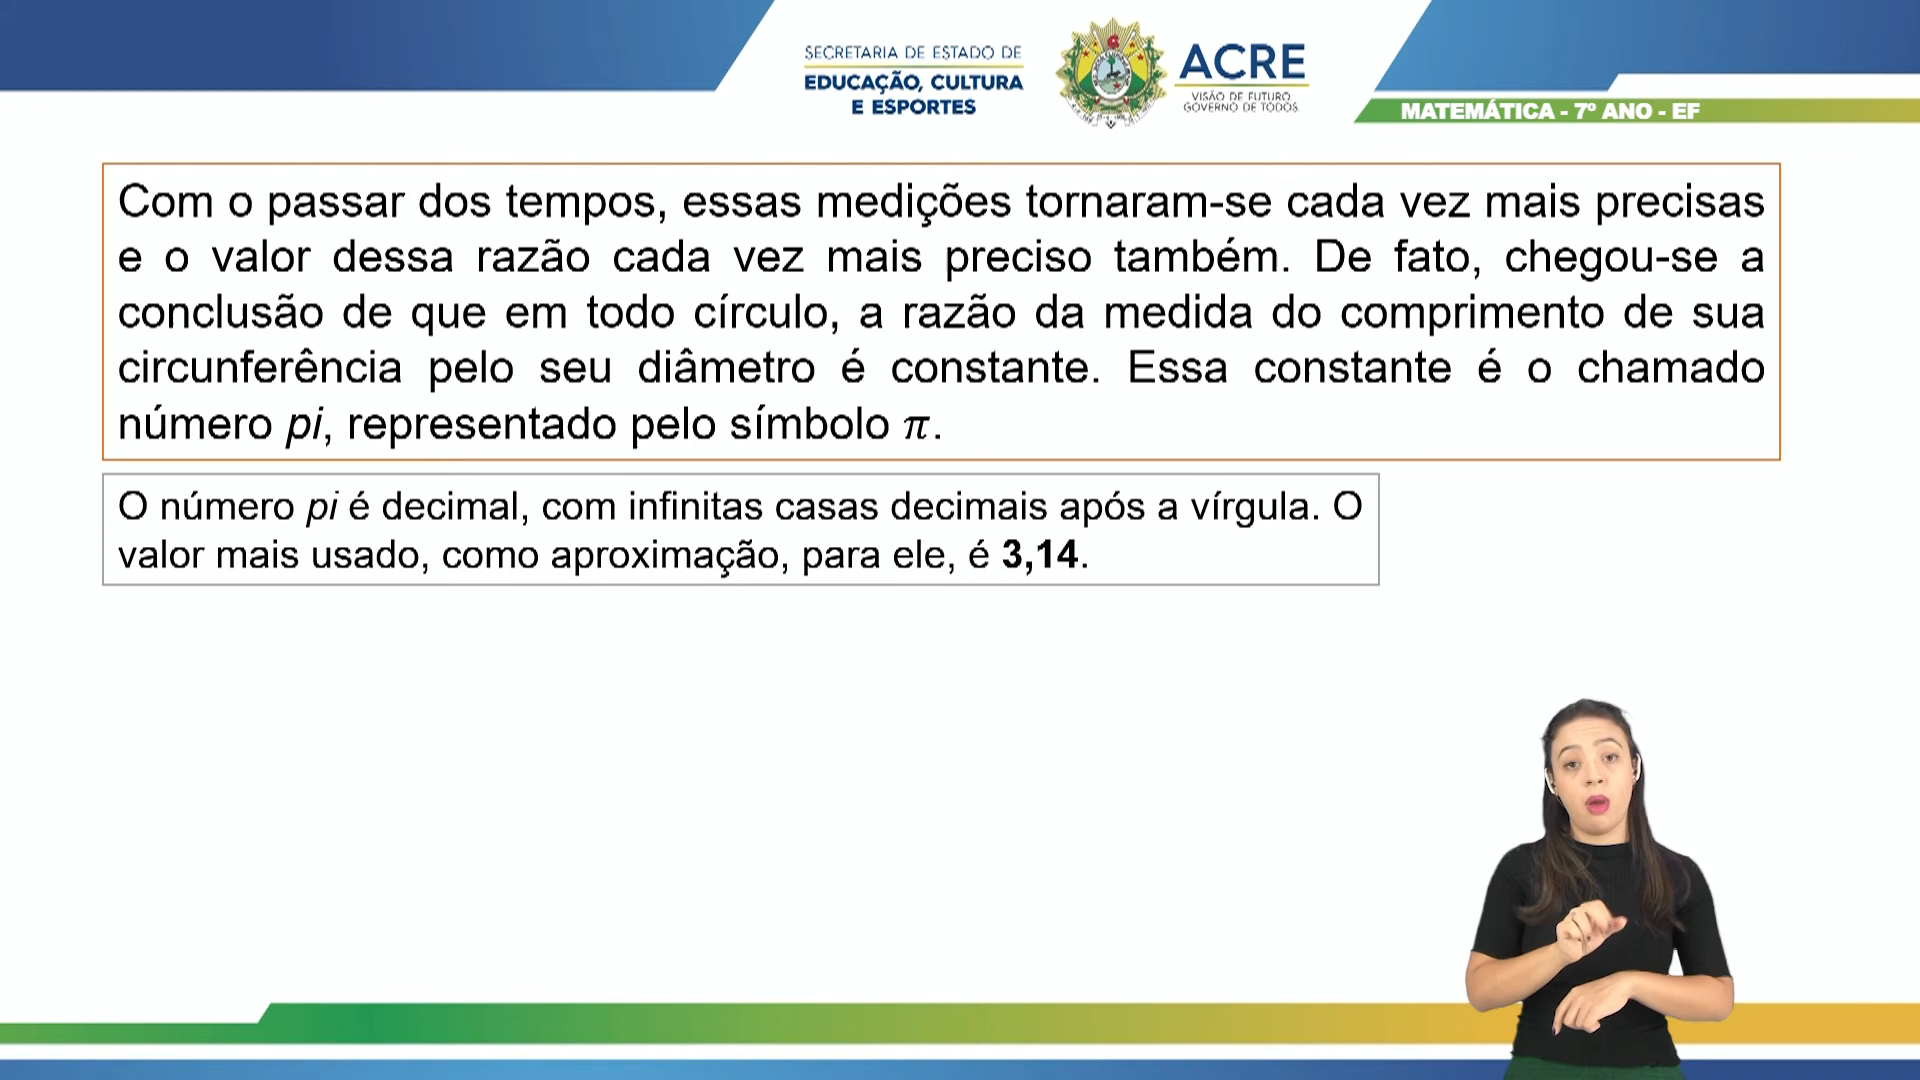 SECRETARIA DE ESTADO DE
EDUCAÇÃO, CULTURA
E ESPORTES
ACRE
VISÃO DE FUTURO
GOVERNO DE TODOS
MATEMÁTICA - 7º ANO - EF
Com o passar dos tempos, essas medições tornaram-se cada vez mais precisas
e o valor dessa razão cada vez mais preciso também. De fato, chegou-se a
conclusão de que em todo círculo, a razão da medida do comprimento de sua
circunferência pelo seu diâmetro é constante. Essa constante é o chamado
número pi, representado pelo símbolo π.
O número pi é decimal, com infinitas casas decimais após a vírgula. O
valor mais usado, como aproximação, para ele, é 3,14.